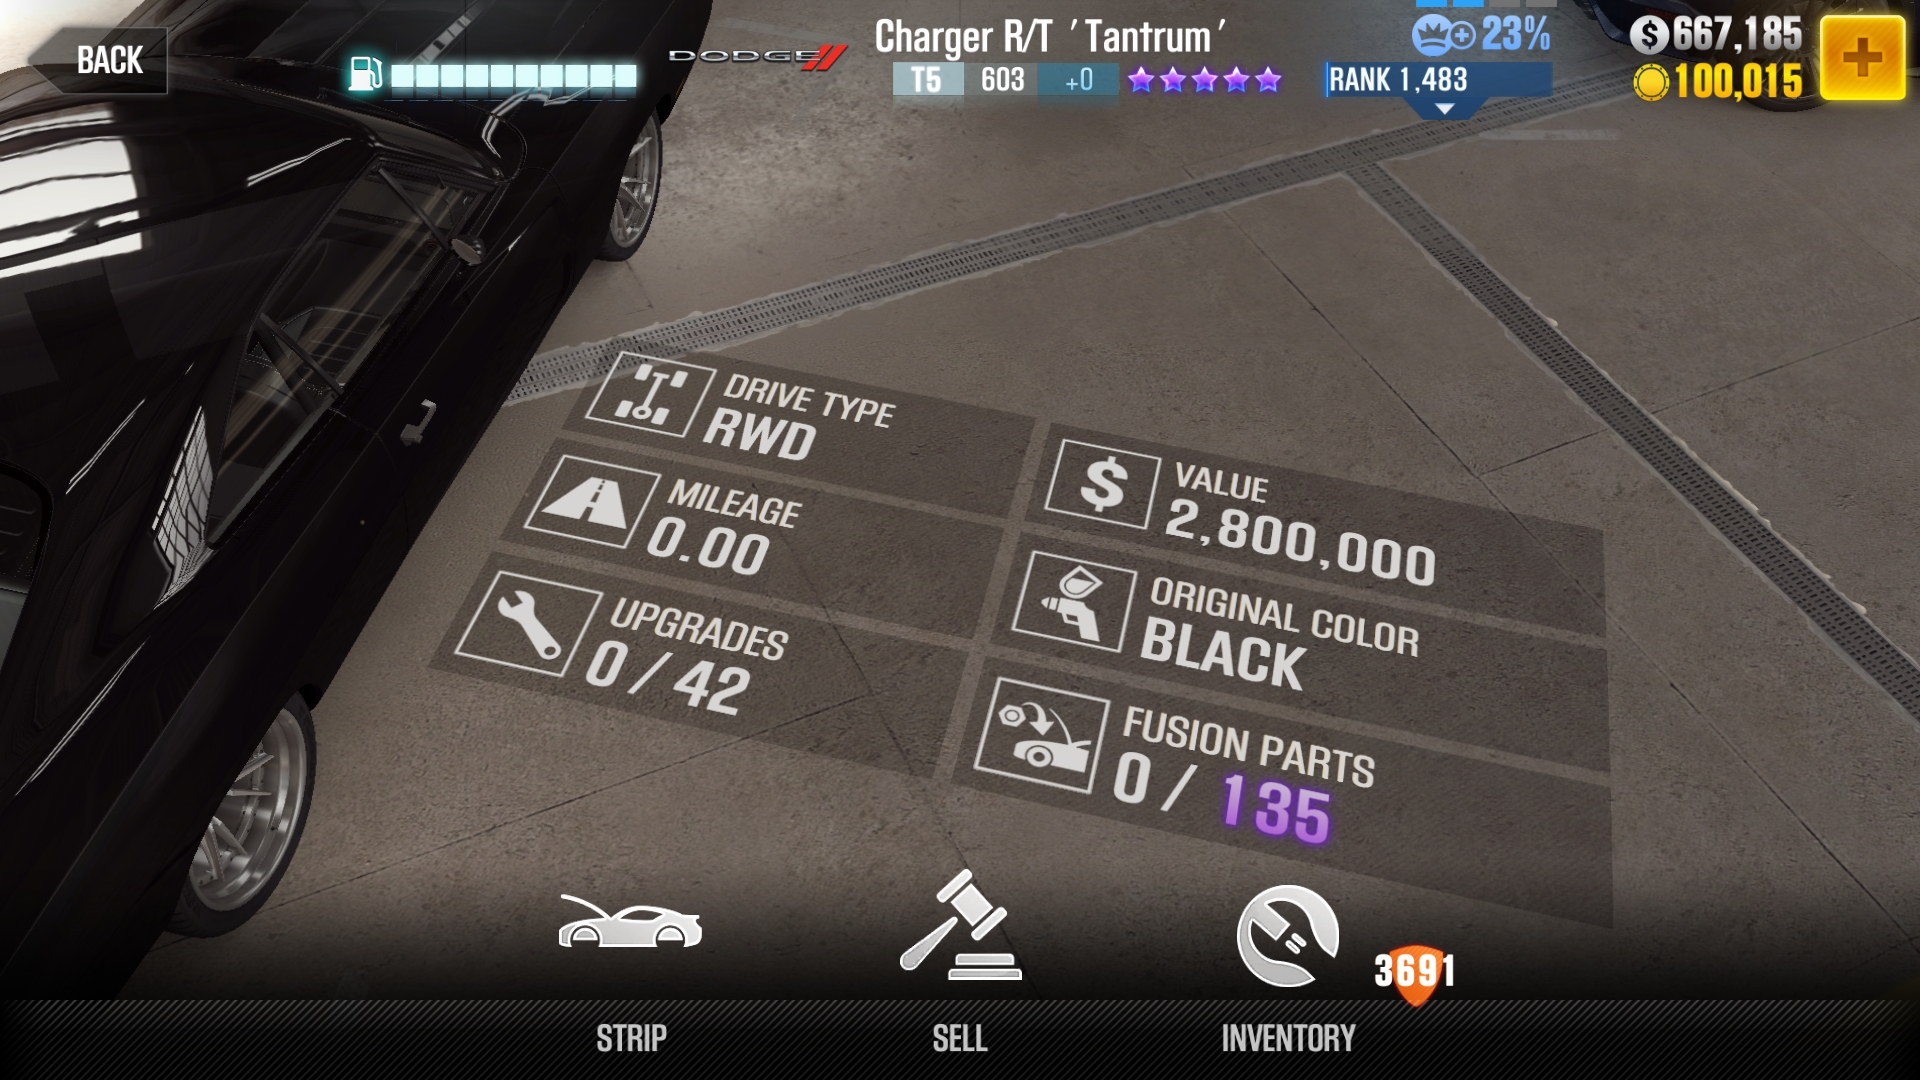 BACK
DODGE
Charger R/T 'Tantrum'
T5 603 +0
23%
RANK 1,483
$ 667,185
100,015
DRIVE TYPE
RWD
MILEAGE
0.00
UPGRADES
0 / 42
$
VALUE
2,800,000
ORIGINAL COLOR
BLACK
FUSION PARTS
0 / 135
3691
STRIP
SELL
INVENTORY